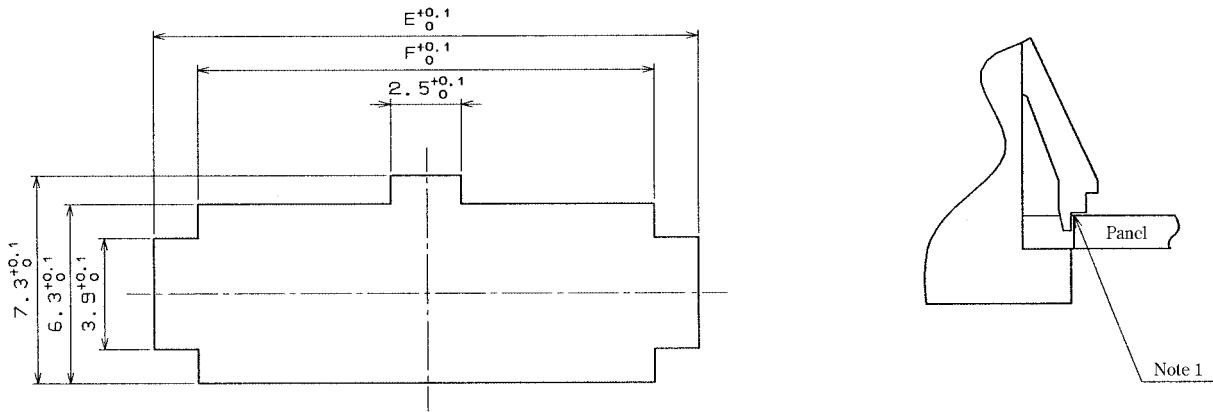 E +0.1 0
F +0.1 0
2.5 +0.1 0
7.3 +0.1 0
6.3 +0.1 0
3.9 +0.1 0
Panel
Note 1